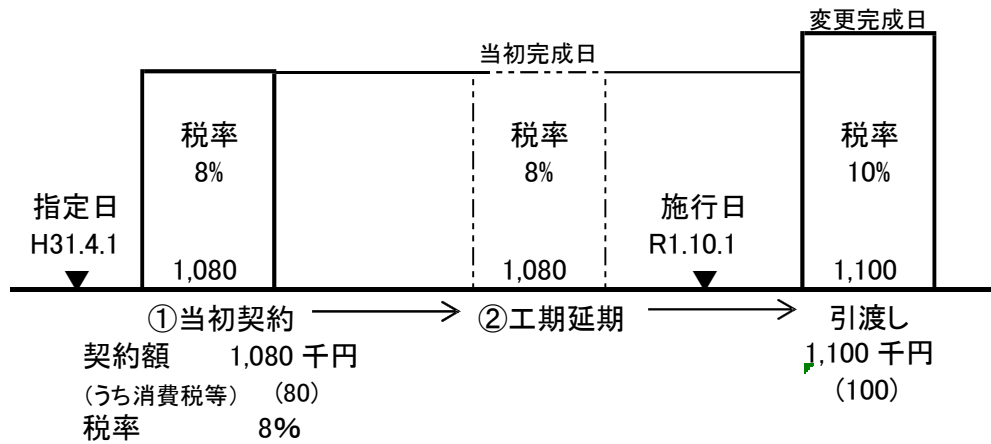 変更完成日
当初完成日
税率
8%
税率
8%
税率
10%
指定日
H31.4.1
施行日
R1.10.1
1,080
1,080
1,100
①当初契約
②工期延期
引渡し
契約額 1,080 千円
1,100 千円
(うち消費税等) (80)
(100)
税率 8%